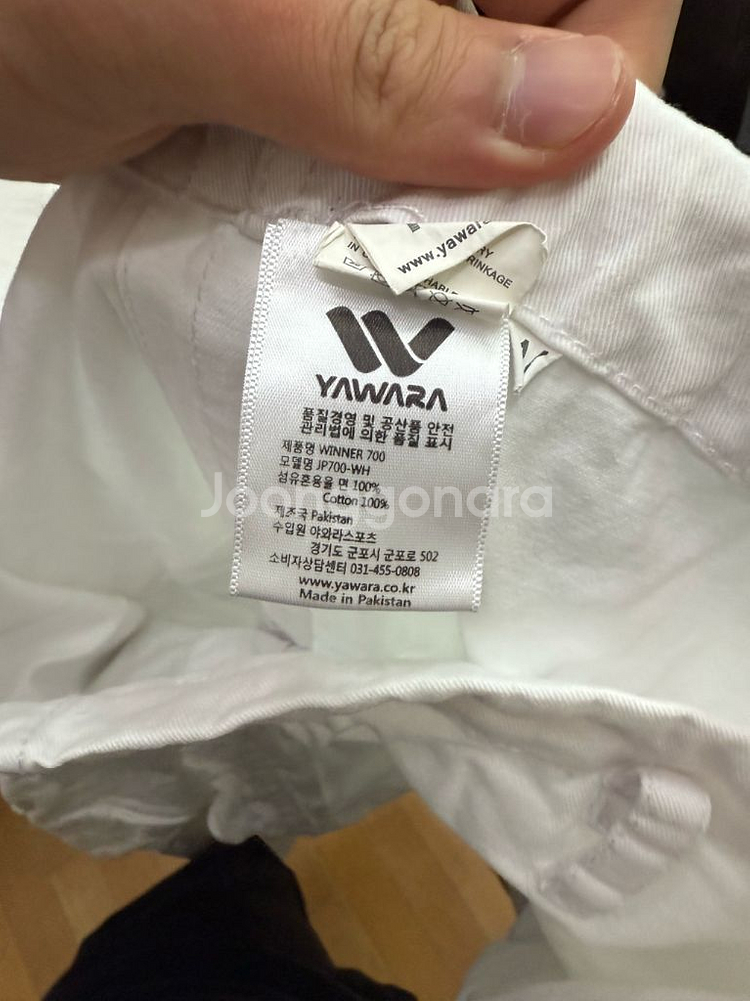 www.yawar
IN C
RY
RINKAGE
YAWARA
품질경영 및 공산품 안전
관리법에 의한 품질 표시
제품명 WINNER 700
모델명 JP700-WH
섬유혼용율 면 100%
Cotton 100%
제조국 Pakistan
수입원 야와라스포츠
경기도 군포시 군포로 502
소비자상담센터 031-455-0808
www.yawara.co.kr
Made in Pakistan
Joonggonara